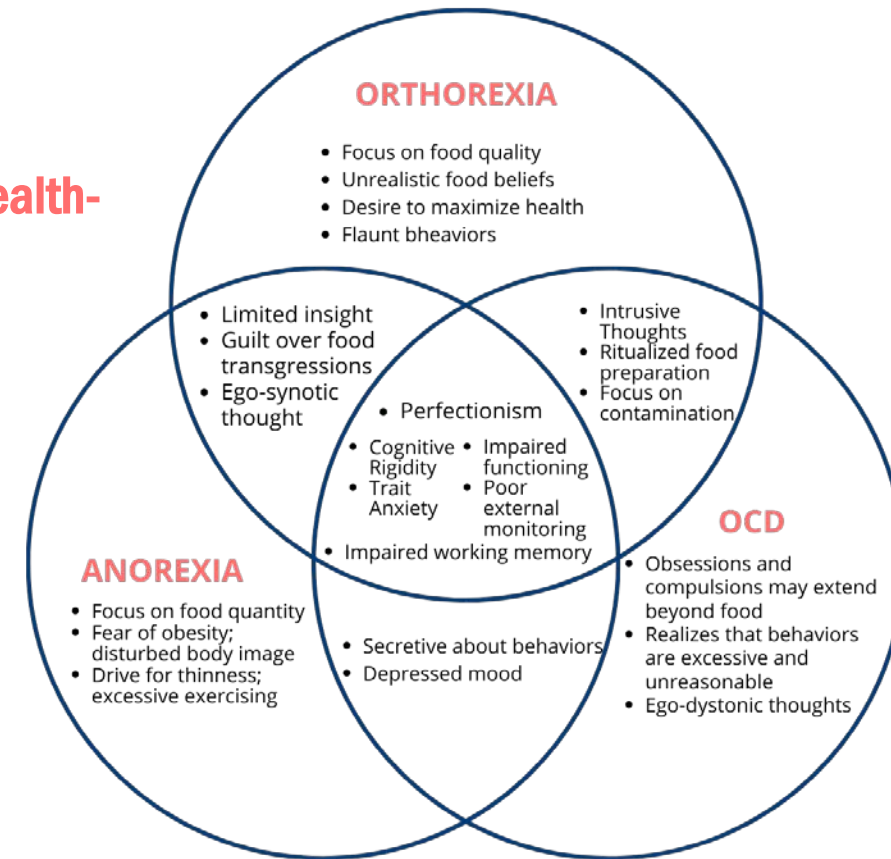 ORTHOREXIA
• Focus on food quality
• Unrealistic food beliefs
• Desire to maximize health
• Flaunt bheaviors
ealth-
• Limited insight
• Guilt over food
transgressions
• Ego-synotic
thought
• Intrusive
Thoughts
• Ritualized food
preparation
• Focus on
contamination
• Perfectionism
• Cognitive
Rigidity
• Trait
Anxiety
• Impaired
functioning
• Poor
external
monitoring
• Impaired working memory
ANOREXIA
• Focus on food quantity
• Fear of obesity;
disturbed body image
• Drive for thinness;
excessive exercising
• Secretive about behaviors
• Depressed mood
OCD
• Obsessions and
compulsions may extend
beyond food
• Realizes that behaviors
are excessive and
unreasonable
• Ego-dystonic thoughts